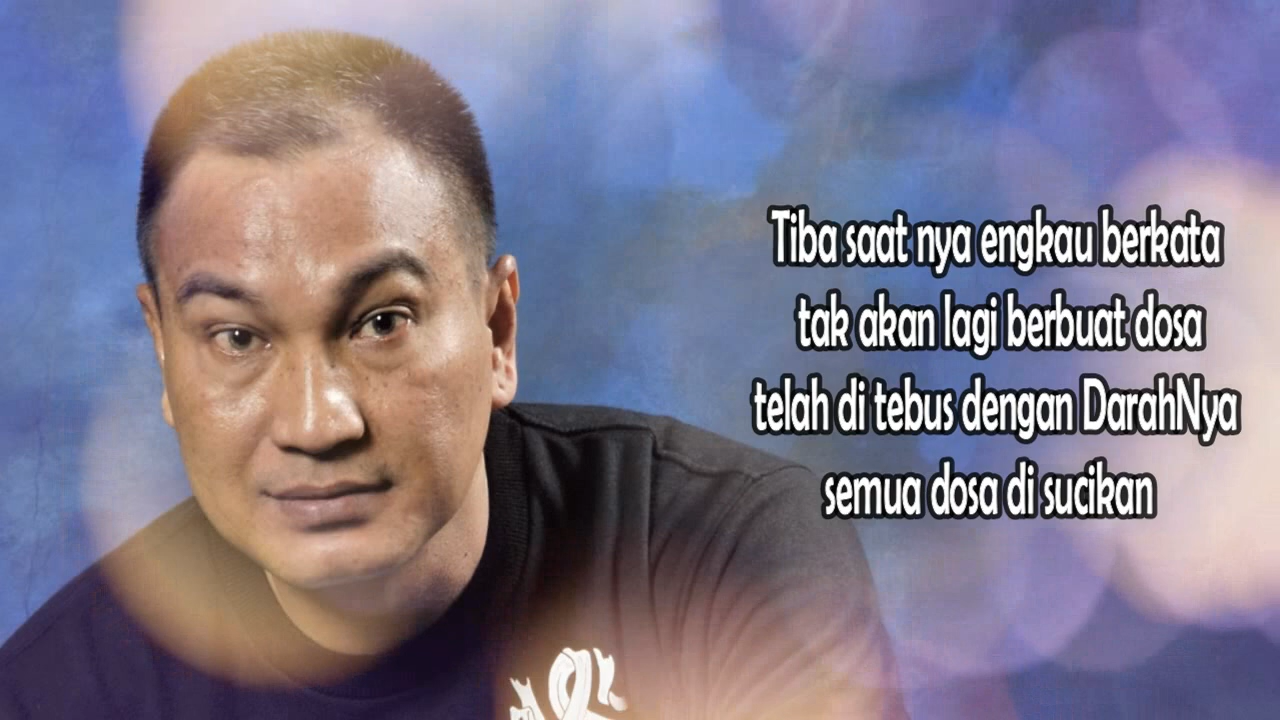 Tiba saat nya engkau berkata
tak akan lagi berbuat dosa
telah di tebus dengan DarahNya
semua dosa di sucikan